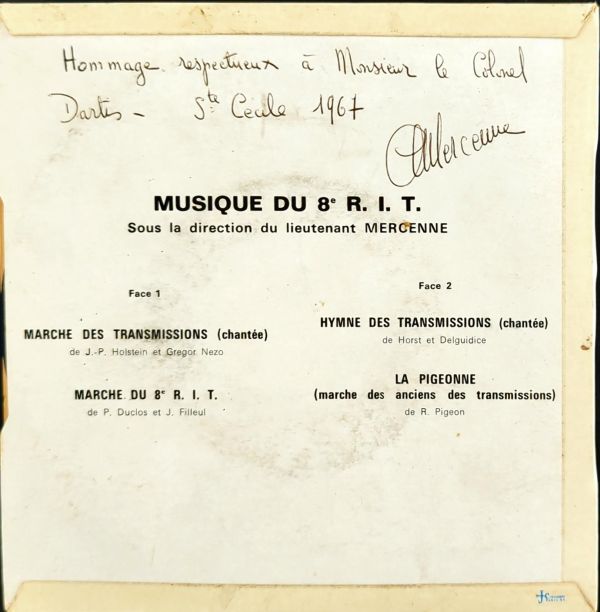 Hommage respectueux à Monsieur le Colonel
Dartis - Ste Cécile 1967
Mercenne
MUSIQUE DU 8e R. I. T.
Sous la direction du lieutenant MERCENNE
Face 1
MARCHE DES TRANSMISSIONS (chantée)
de J.-P. Holstein et Gregor Nezo
MARCHE DU 8e R. I. T.
de P. Duclos et J. Filleul
Face 2
HYMNE DES TRANSMISSIONS (chantée)
de Horst et Delguidice
LA PIGEONNE
(marche des anciens des transmissions)
de R. Pigeon